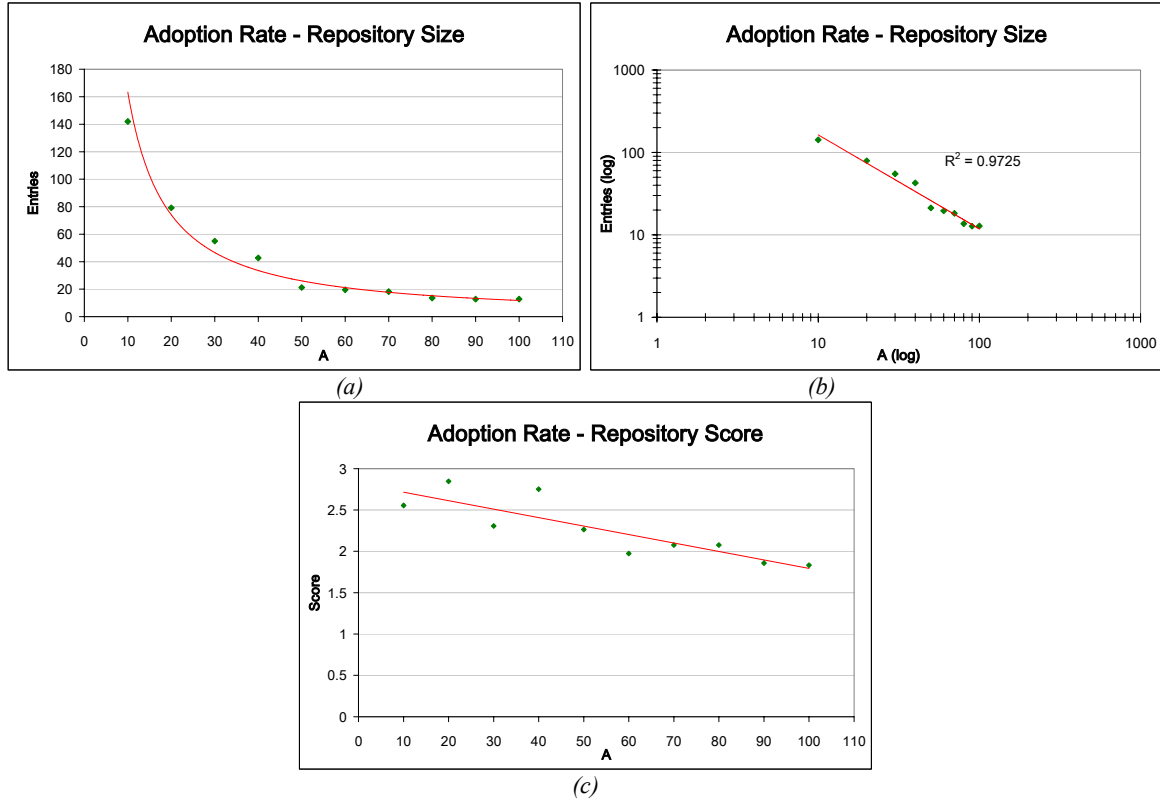 Adoption Rate - Repository Size
180
160
140
120
100
80
60
40
20
0
Entries
0 10 20 30 40 50 60 70 80 90 100 110
A
(a)
Adoption Rate - Repository Size
1000
100
10
1
Entries (log)
R² = 0.9725
1 10 100 1000
A (log)
(b)
Adoption Rate - Repository Score
3
2.5
2
1.5
1
0.5
0
Score
0 10 20 30 40 50 60 70 80 90 100 110
A
(c)